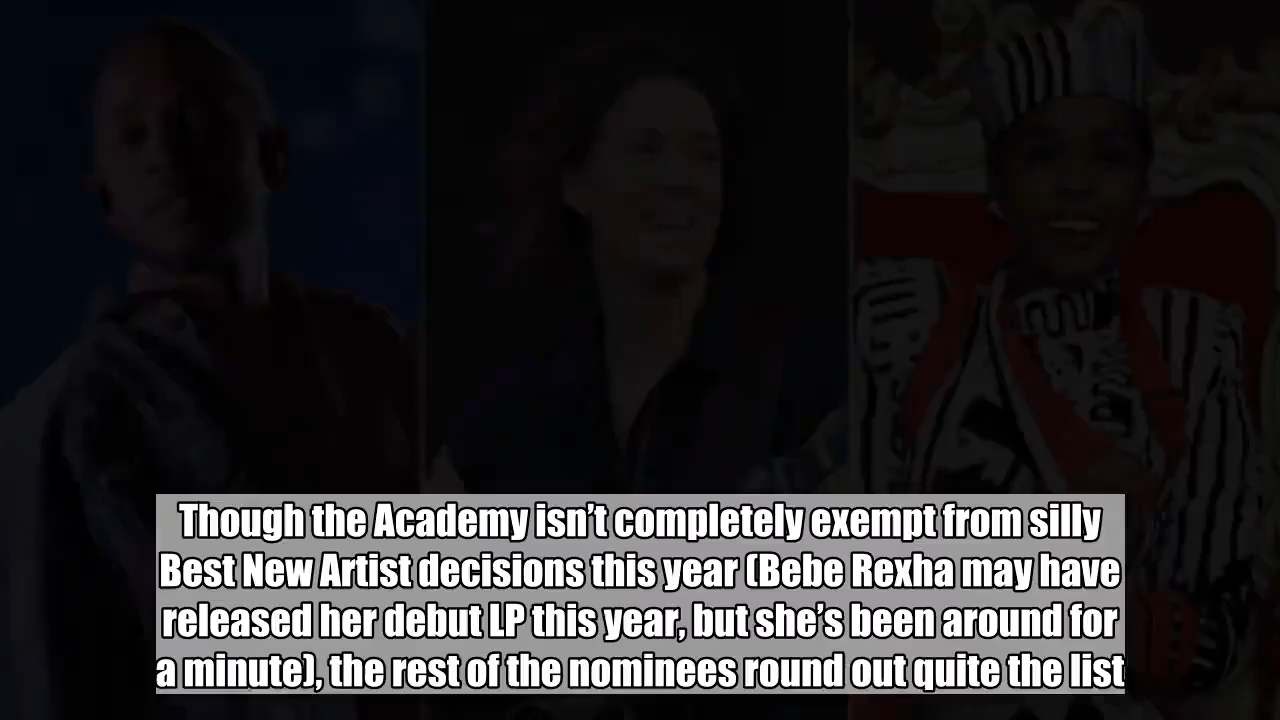 Though the Academy isn’t completely exempt from silly
Best New Artist decisions this year (Bebe Rexha may have
released her debut LP this year, but she’s been around for
a minute), the rest of the nominees round out quite the list